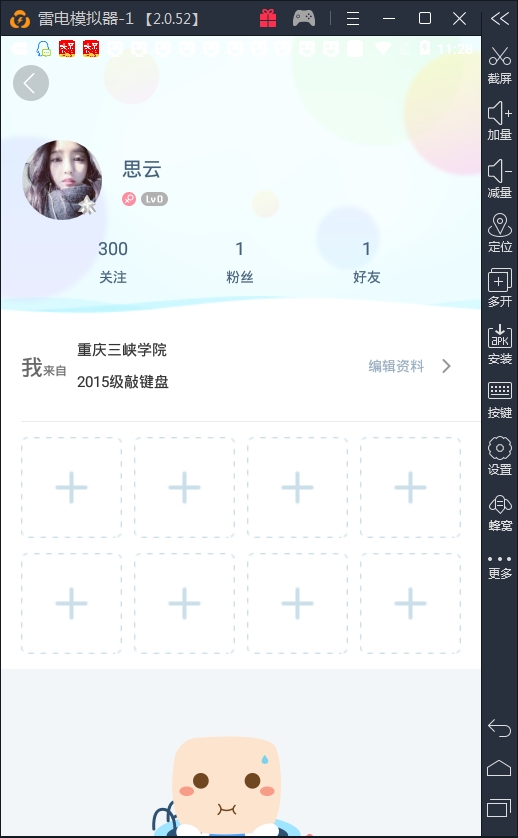 雷电模拟器-1 【2.0.52】
11:28
思云
Lv0
300
1
1
关注
粉丝
好友
我来自
重庆三峡学院
2015级敲键盘
编辑资料
截屏
加量
减量
定位
多开
APK
安装
按键
设置
蜂窝
更多